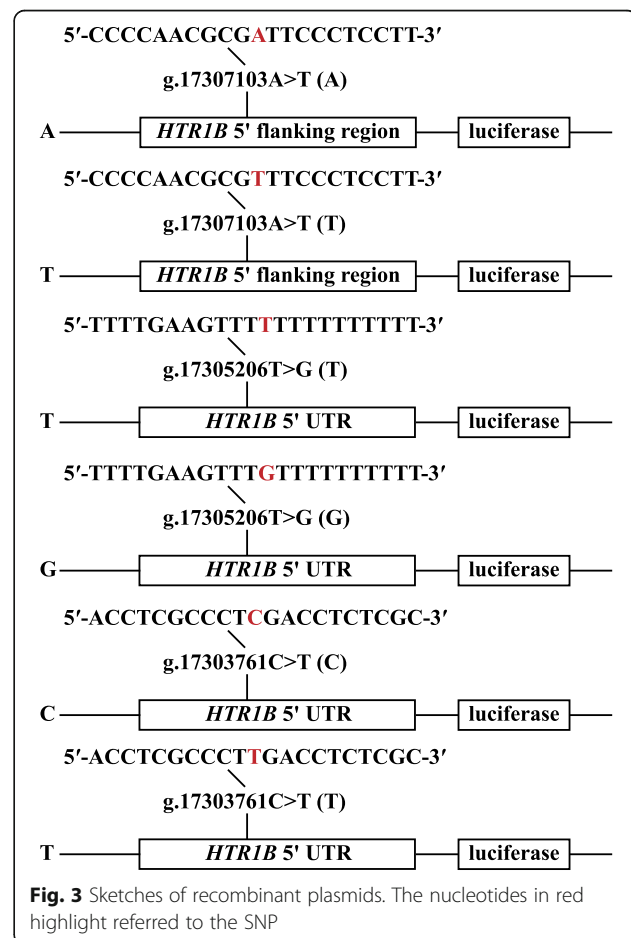 5′-CCCCAACGCGATTCCCTCCTT-3′
g.17307103A>T (A)
A HTR1B 5' flanking region luciferase
5′-CCCCAACGCGTTTCCCTCCTT-3′
g.17307103A>T (T)
T HTR1B 5' flanking region luciferase
5′-TTTTGAAGTTTTTTTTTTTTTT-3′
g.17305206T>G (T)
T HTR1B 5' UTR luciferase
5′-TTTTGAAGTTTGTTTTTTTTTT-3′
g.17305206T>G (G)
G HTR1B 5' UTR luciferase
5′-ACCTCGCCCTCGACCTCTCGC-3′
g.17303761C>T (C)
C HTR1B 5' UTR luciferase
5′-ACCTCGCCCTTGACCTCTCGC-3′
g.17303761C>T (T)
T HTR1B 5' UTR luciferase
Fig. 3 Sketches of recombinant plasmids. The nucleotides in red
highlight referred to the SNP